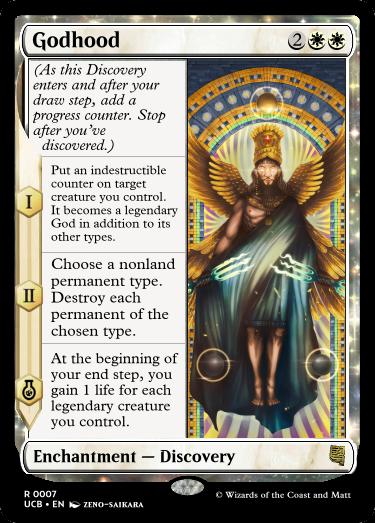 Godhood 2
(As this Discovery
enters and after your
draw step, add a
progress counter. Stop
after you've
discovered.)
I
Put an indestructible
counter on target
creature you control.
It becomes a legendary
God in addition to its
other types.
II
Choose a nonland
permanent type.
Destroy each
permanent of the
chosen type.
At the beginning of
your end step, you
gain 1 life for each
legendary creature
you control.
Enchantment — Discovery
R 0007
UCB • EN ZENO-SAIKARA
© Wizards of the Coast and Matt